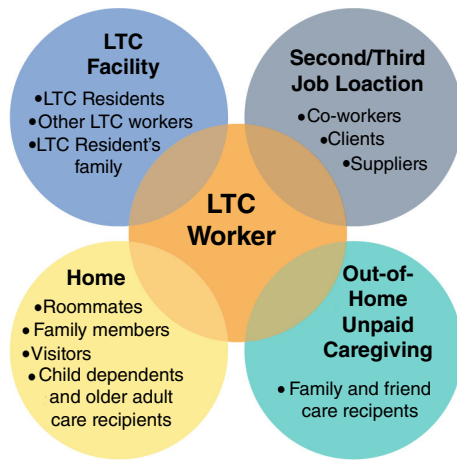 LTC
Facility
•LTC Residents
•Other LTC workers
•LTC Resident's
family
Second/Third
Job Loaction
• Co-workers
•Clients
•Suppliers
LTC
Worker
Home
•Roommates
• Family members
•Visitors
• Child dependents
and older adult
care recipients
Out-of-
Home
Unpaid
Caregiving
• Family and friend
care recipents